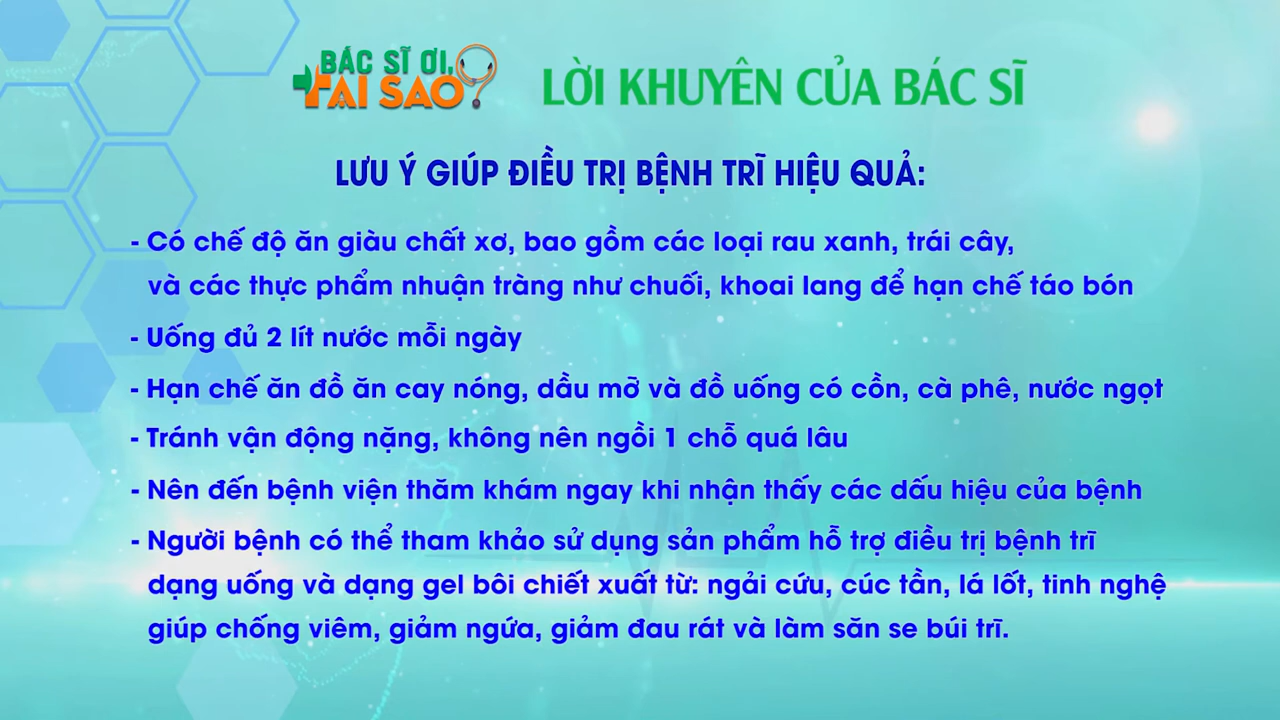 BÁC SĨ ƠI,
TẠI SAO?
LỜI KHUYÊN CỦA BÁC SĨ
LƯU Ý GIÚP ĐIỀU TRỊ BỆNH TRĨ HIỆU QUẢ:
- Có chế độ ăn giàu chất xơ, bao gồm các loại rau xanh, trái cây,
và các thực phẩm nhuận tràng như chuối, khoai lang để hạn chế táo bón
- Uống đủ 2 lít nước mỗi ngày
- Hạn chế ăn đồ ăn cay nóng, dầu mỡ và đồ uống có cồn, cà phê, nước ngọt
- Tránh vận động nặng, không nên ngồi 1 chỗ quá lâu
- Nên đến bệnh viện thăm khám ngay khi nhận thấy các dấu hiệu của bệnh
- Người bệnh có thể tham khảo sử dụng sản phẩm hỗ trợ điều trị bệnh trĩ
dạng uống và dạng gel bôi chiết xuất từ: ngải cứu, cúc tần, lá lốt, tinh nghệ
giúp chống viêm, giảm ngứa, giảm đau rát và làm săn se búi trĩ.